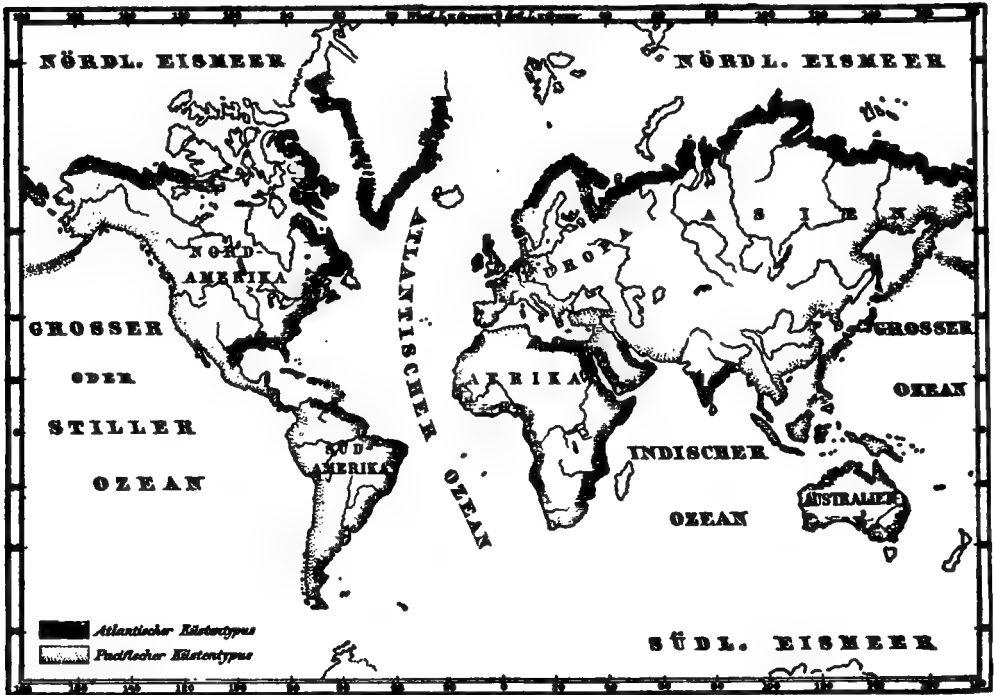 NÖRDL. EISMEER
NÖRDL. EISMEER
ASIEN
EUROPA
NORD-
AMERIKA
ATLANTISCHER
OZEAN
GROSSER
ODER
STILLER
OZEAN
GROSSER
OZEAN
AFRIKA
SÜD-
AMERIKA
INDISCHER
OZEAN
AUSTRALIEN
Atlantischer Küstentypus
Pacifischer Küstentypus
SÜDL. EISMEER